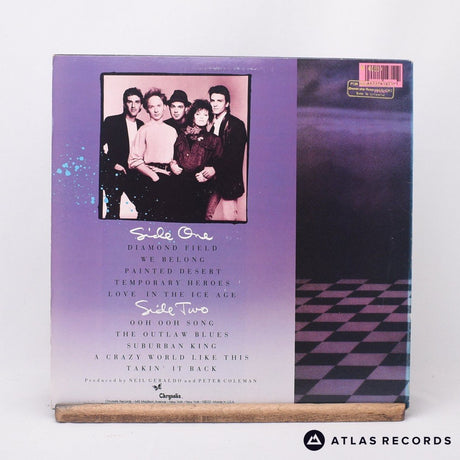 Side One
DIAMOND FIELD
WE BELONG
PAINTED DESERT
TEMPORARY HEROES
LOVE IN THE ICE AGE
Side Two
OOH OOH SONG
THE OUTLAW BLUES
SUBURBAN KING
A CRAZY WORLD LIKE THIS
TAKIN' IT BACK
Produced by NEIL GERALDO and PETER COLEMAN
Chrysalis
ATLAS RECORDS